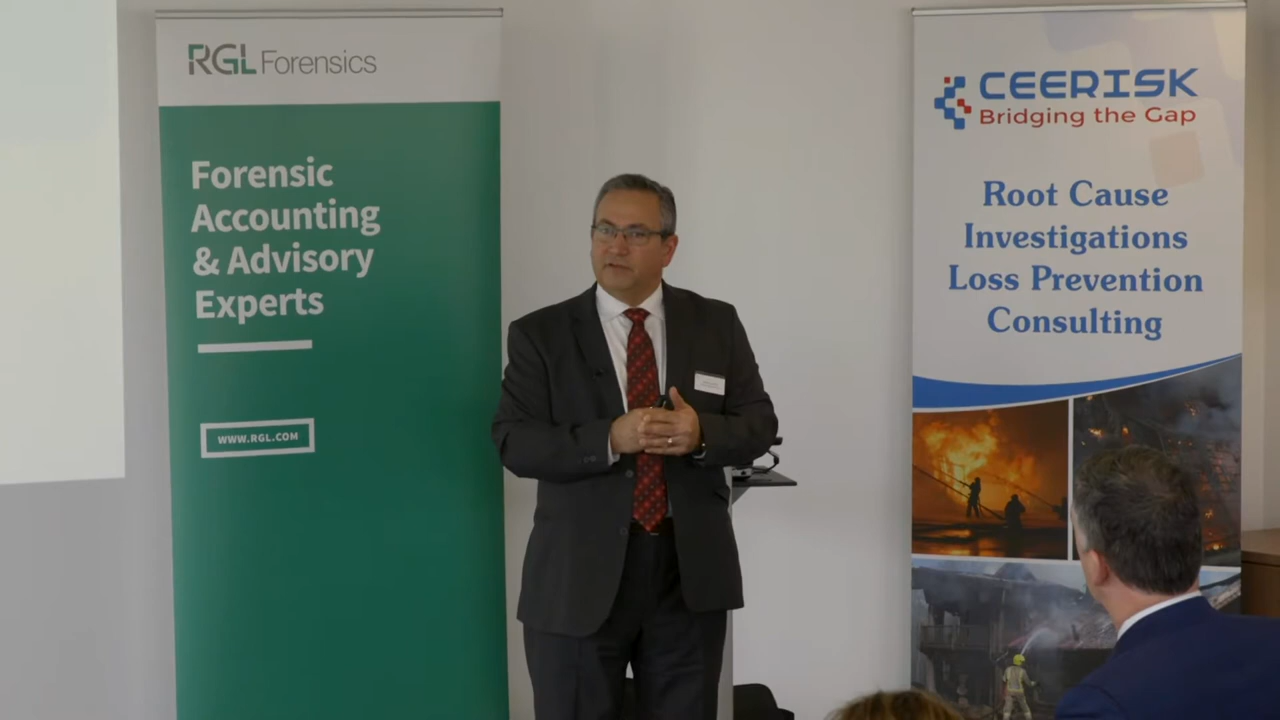 RGL Forensics
Forensic
Accounting
& Advisory
Experts
WWW.RGL.COM
CEERISK
Bridging the Gap
Root Cause
Investigations
Loss Prevention
Consulting